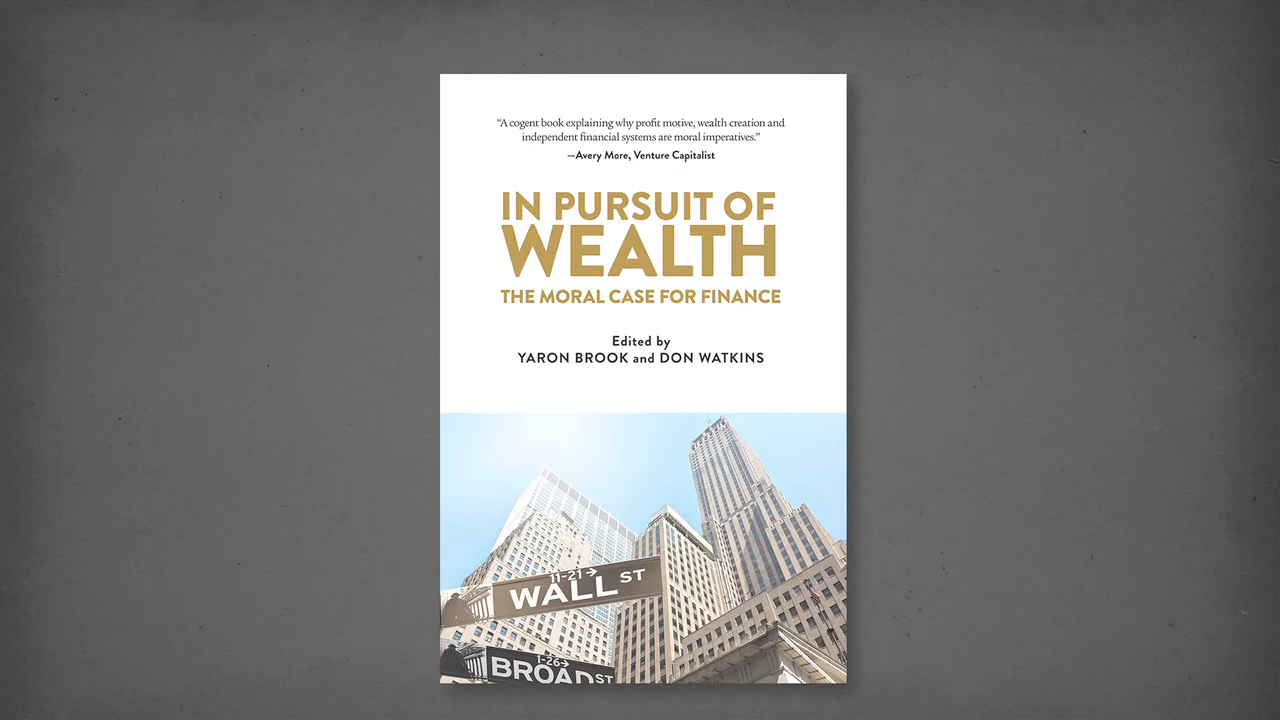 “A cogent book explaining why profit motive, wealth creation and
independent financial systems are moral imperatives.”
—Avery More, Venture Capitalist
IN PURSUIT OF
WEALTH
THE MORAL CASE FOR FINANCE
Edited by
YARON BROOK and DON WATKINS
11-21→
WALL ST
1-26→
BROAD ST